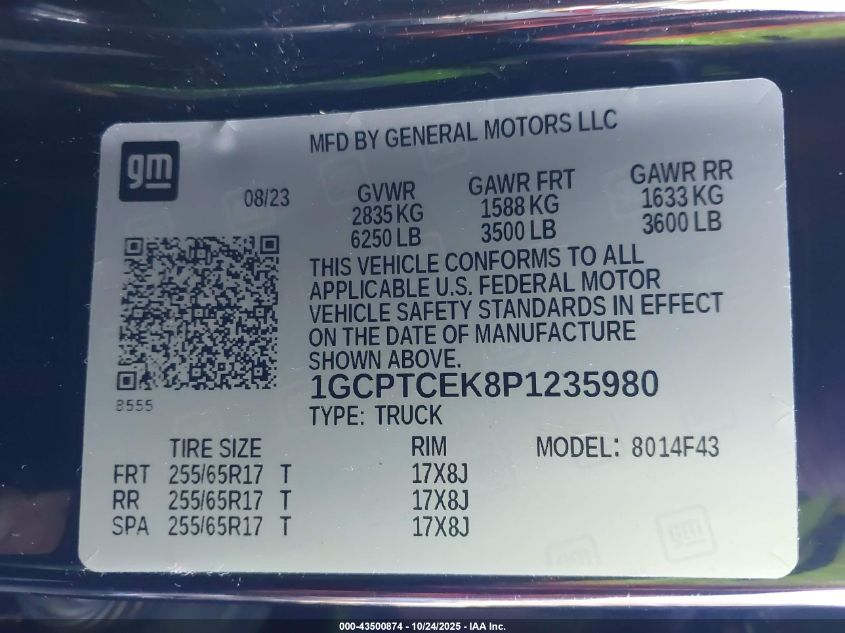 MFD BY GENERAL MOTORS LLC
gm
08/23
GVWR GAWR FRT GAWR RR
2835 KG 1588 KG 1633 KG
6250 LB 3500 LB 3600 LB
THIS VEHICLE CONFORMS TO ALL
APPLICABLE U.S. FEDERAL MOTOR
VEHICLE SAFETY STANDARDS IN EFFECT
ON THE DATE OF MANUFACTURE
SHOWN ABOVE.
1GCPTCEK8P1235980
8555
TYPE: TRUCK
TIRE SIZE RIM MODEL: 8014F43
FRT 255/65R17 T 17X8J
RR 255/65R17 T 17X8J
SPA 255/65R17 T 17X8J
gm
000-43500874 - 10/24/2025 - IAA Inc.